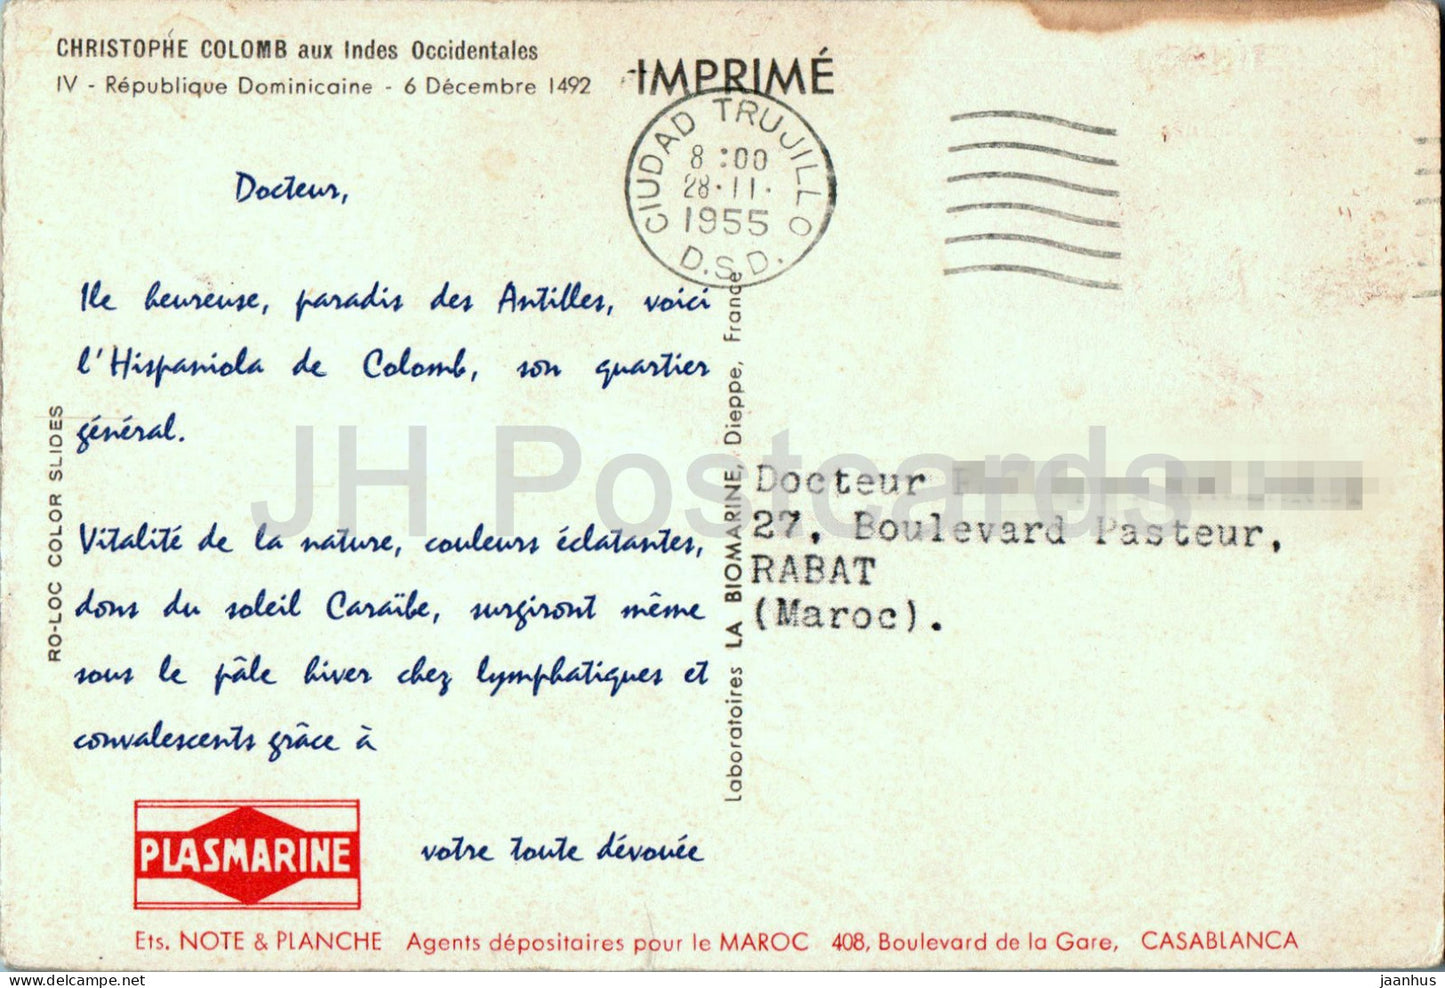 CHRISTOPHE COLOMB aux Indes Occidentales
IV - République Dominicaine - 6 Décembre 1492
IMPRIMÉ
CIUDAD TRUJILLO
8:00
28·II·
1955
D.S.D.
Docteur,
Ile heureuse, paradis des Antilles, voici
l'Hispaniola de Colomb, son quartier
général.
Vitalité de la nature, couleurs éclatantes,
dons du soleil Caraïbe, surgiront même
sous le pâle hiver chez lymphatiques et
convalescents grâce à
PLASMARINE
votre toute dévouée
RO-LOC COLOR SLIDES
Laboratoires LA BIOMARINE, Dieppe, France
Docteur
27, Boulevard Pasteur,
RABAT
(Maroc).
Ets. NOTE & PLANCHE Agents dépositaires pour le MAROC 408, Boulevard de la Gare, CASABLANCA
JH Postcards
© delcampe.net
jaanhus